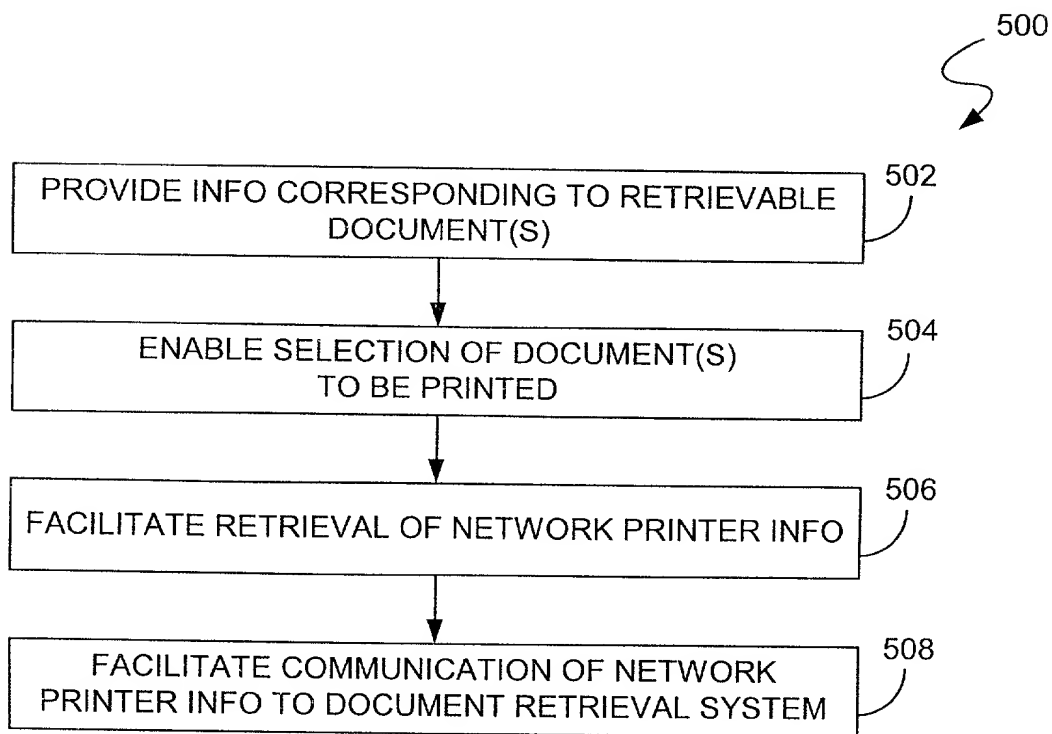 500
PROVIDE INFO CORRESPONDING TO RETRIEVABLE
DOCUMENT(S)
502
ENABLE SELECTION OF DOCUMENT(S)
TO BE PRINTED
504
FACILITATE RETRIEVAL OF NETWORK PRINTER INFO
506
FACILITATE COMMUNICATION OF NETWORK
PRINTER INFO TO DOCUMENT RETRIEVAL SYSTEM
508